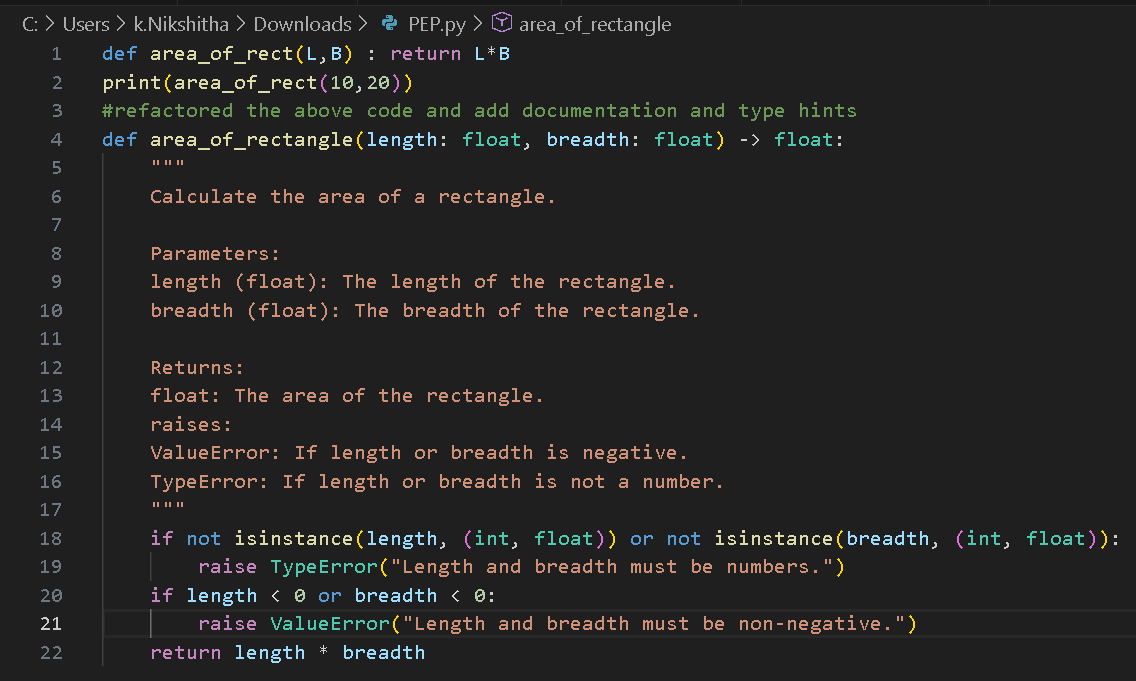 C: > Users > k.Nikshitha > Downloads > PEP.py > area_of_rectangle
1 def area_of_rect(L,B) : return L*B
2 print(area_of_rect(10,20))
3 #refactored the above code and add documentation and type hints
4 def area_of_rectangle(length: float, breadth: float) -> float:
5     """
6     Calculate the area of a rectangle.
7
8     Parameters:
9     length (float): The length of the rectangle.
10     breadth (float): The breadth of the rectangle.
11
12     Returns:
13     float: The area of the rectangle.
14     raises:
15     ValueError: If length or breadth is negative.
16     TypeError: If length or breadth is not a number.
17     """
18     if not isinstance(length, (int, float)) or not isinstance(breadth, (int, float)):
19         raise TypeError("Length and breadth must be numbers.")
20     if length < 0 or breadth < 0:
21         raise ValueError("Length and breadth must be non-negative.")
22     return length * breadth